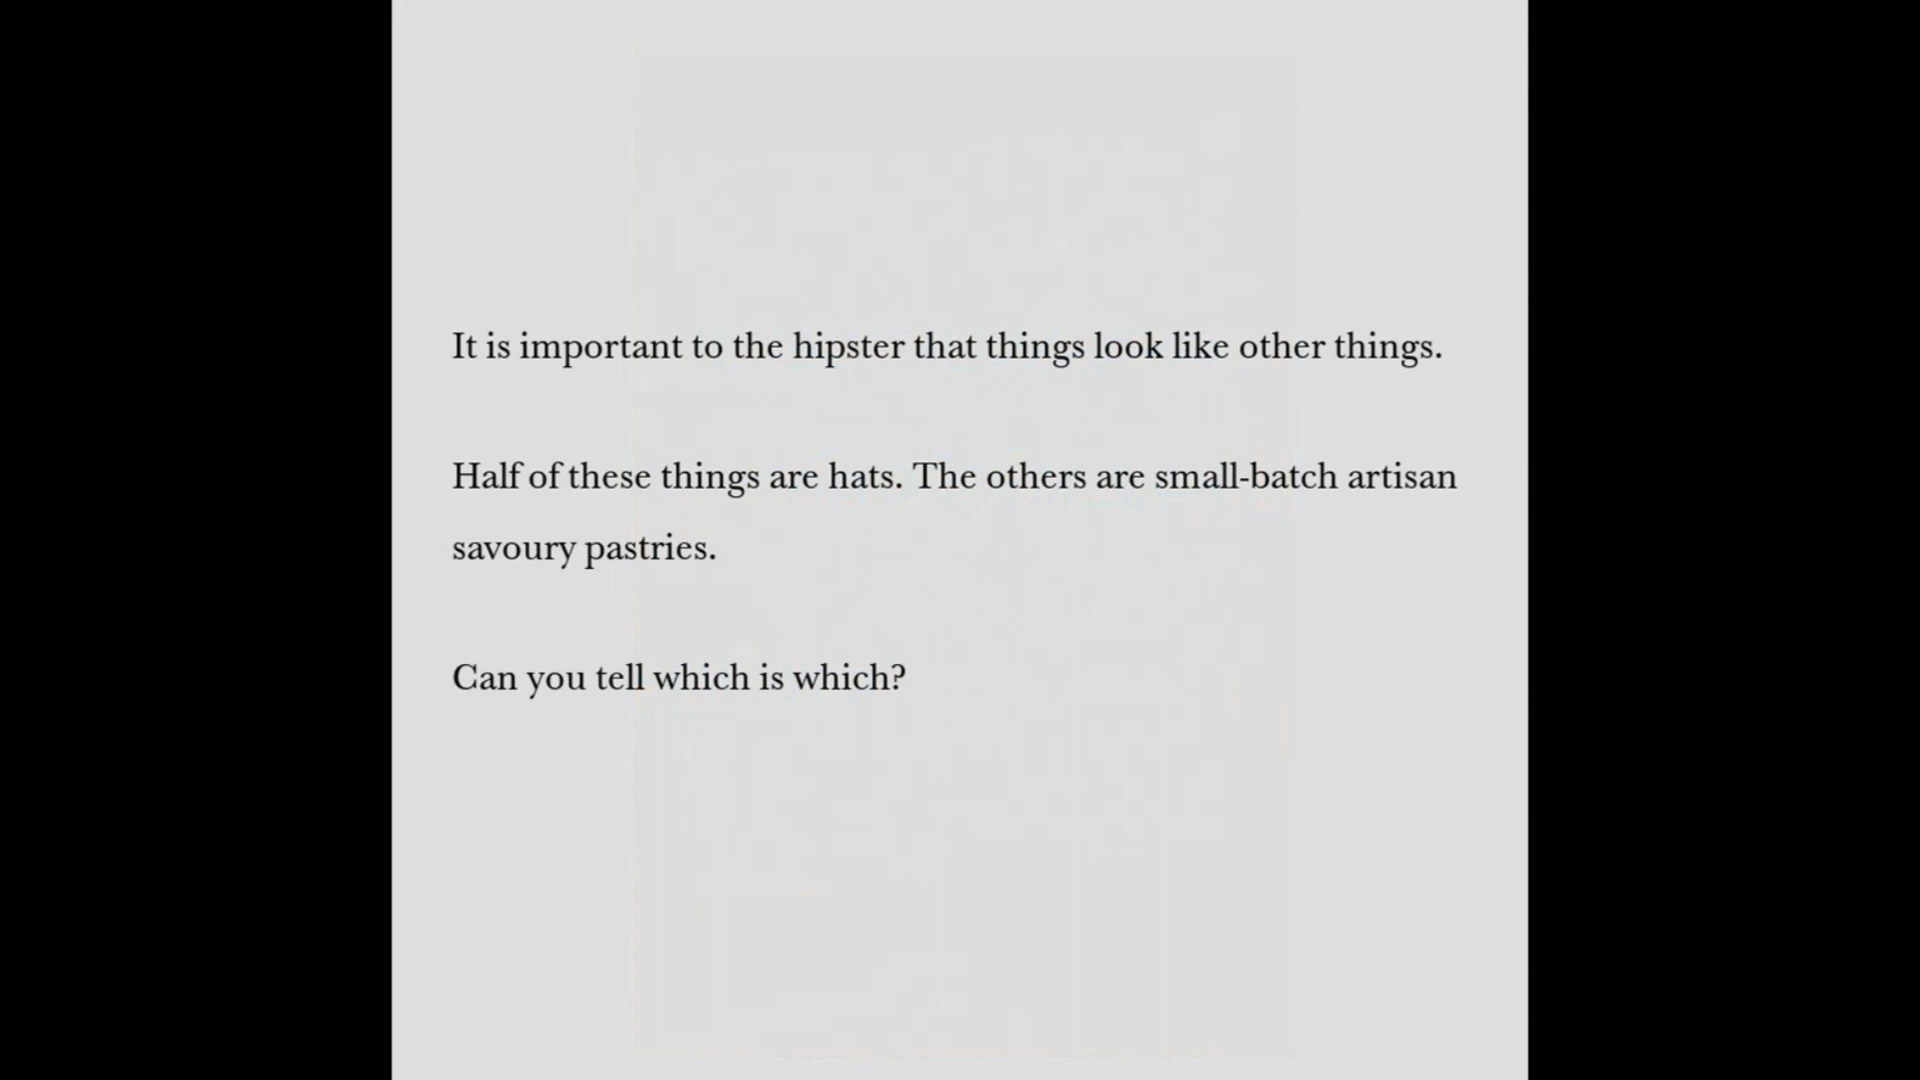 It is important to the hipster that things look like other things.
Half of these things are hats. The others are small-batch artisan
savoury pastries.
Can you tell which is which?